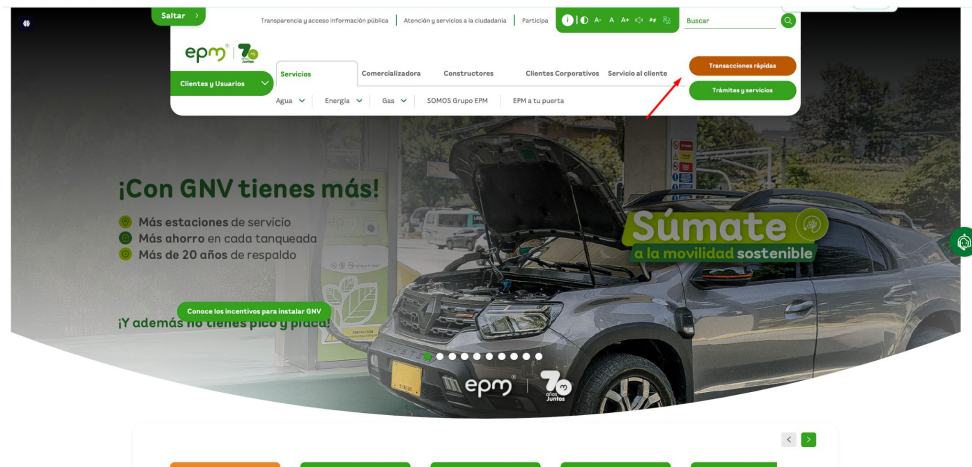 Saltar
Transparencia y acceso información pública
Atención y servicios a la ciudadanía
Participa
A- A A+
Buscar
epm
años
Juntos
Clientes y Usuarios
Servicios
Comercializadora
Constructores
Clientes Corporativos
Servicio al cliente
Transacciones rápidas
Trámites y servicios
Agua
Energía
Gas
SOMOS Grupo EPM
EPM a tu puerta
¡Con GNV tienes más!
Más estaciones de servicio
Más ahorro en cada tanqueada
Más de 20 años de respaldo
Súmate
a la movilidad sostenible
Conoce los incentivos para instalar GNV
¡Y además no tienes pico y placa!
epm
años
Juntos